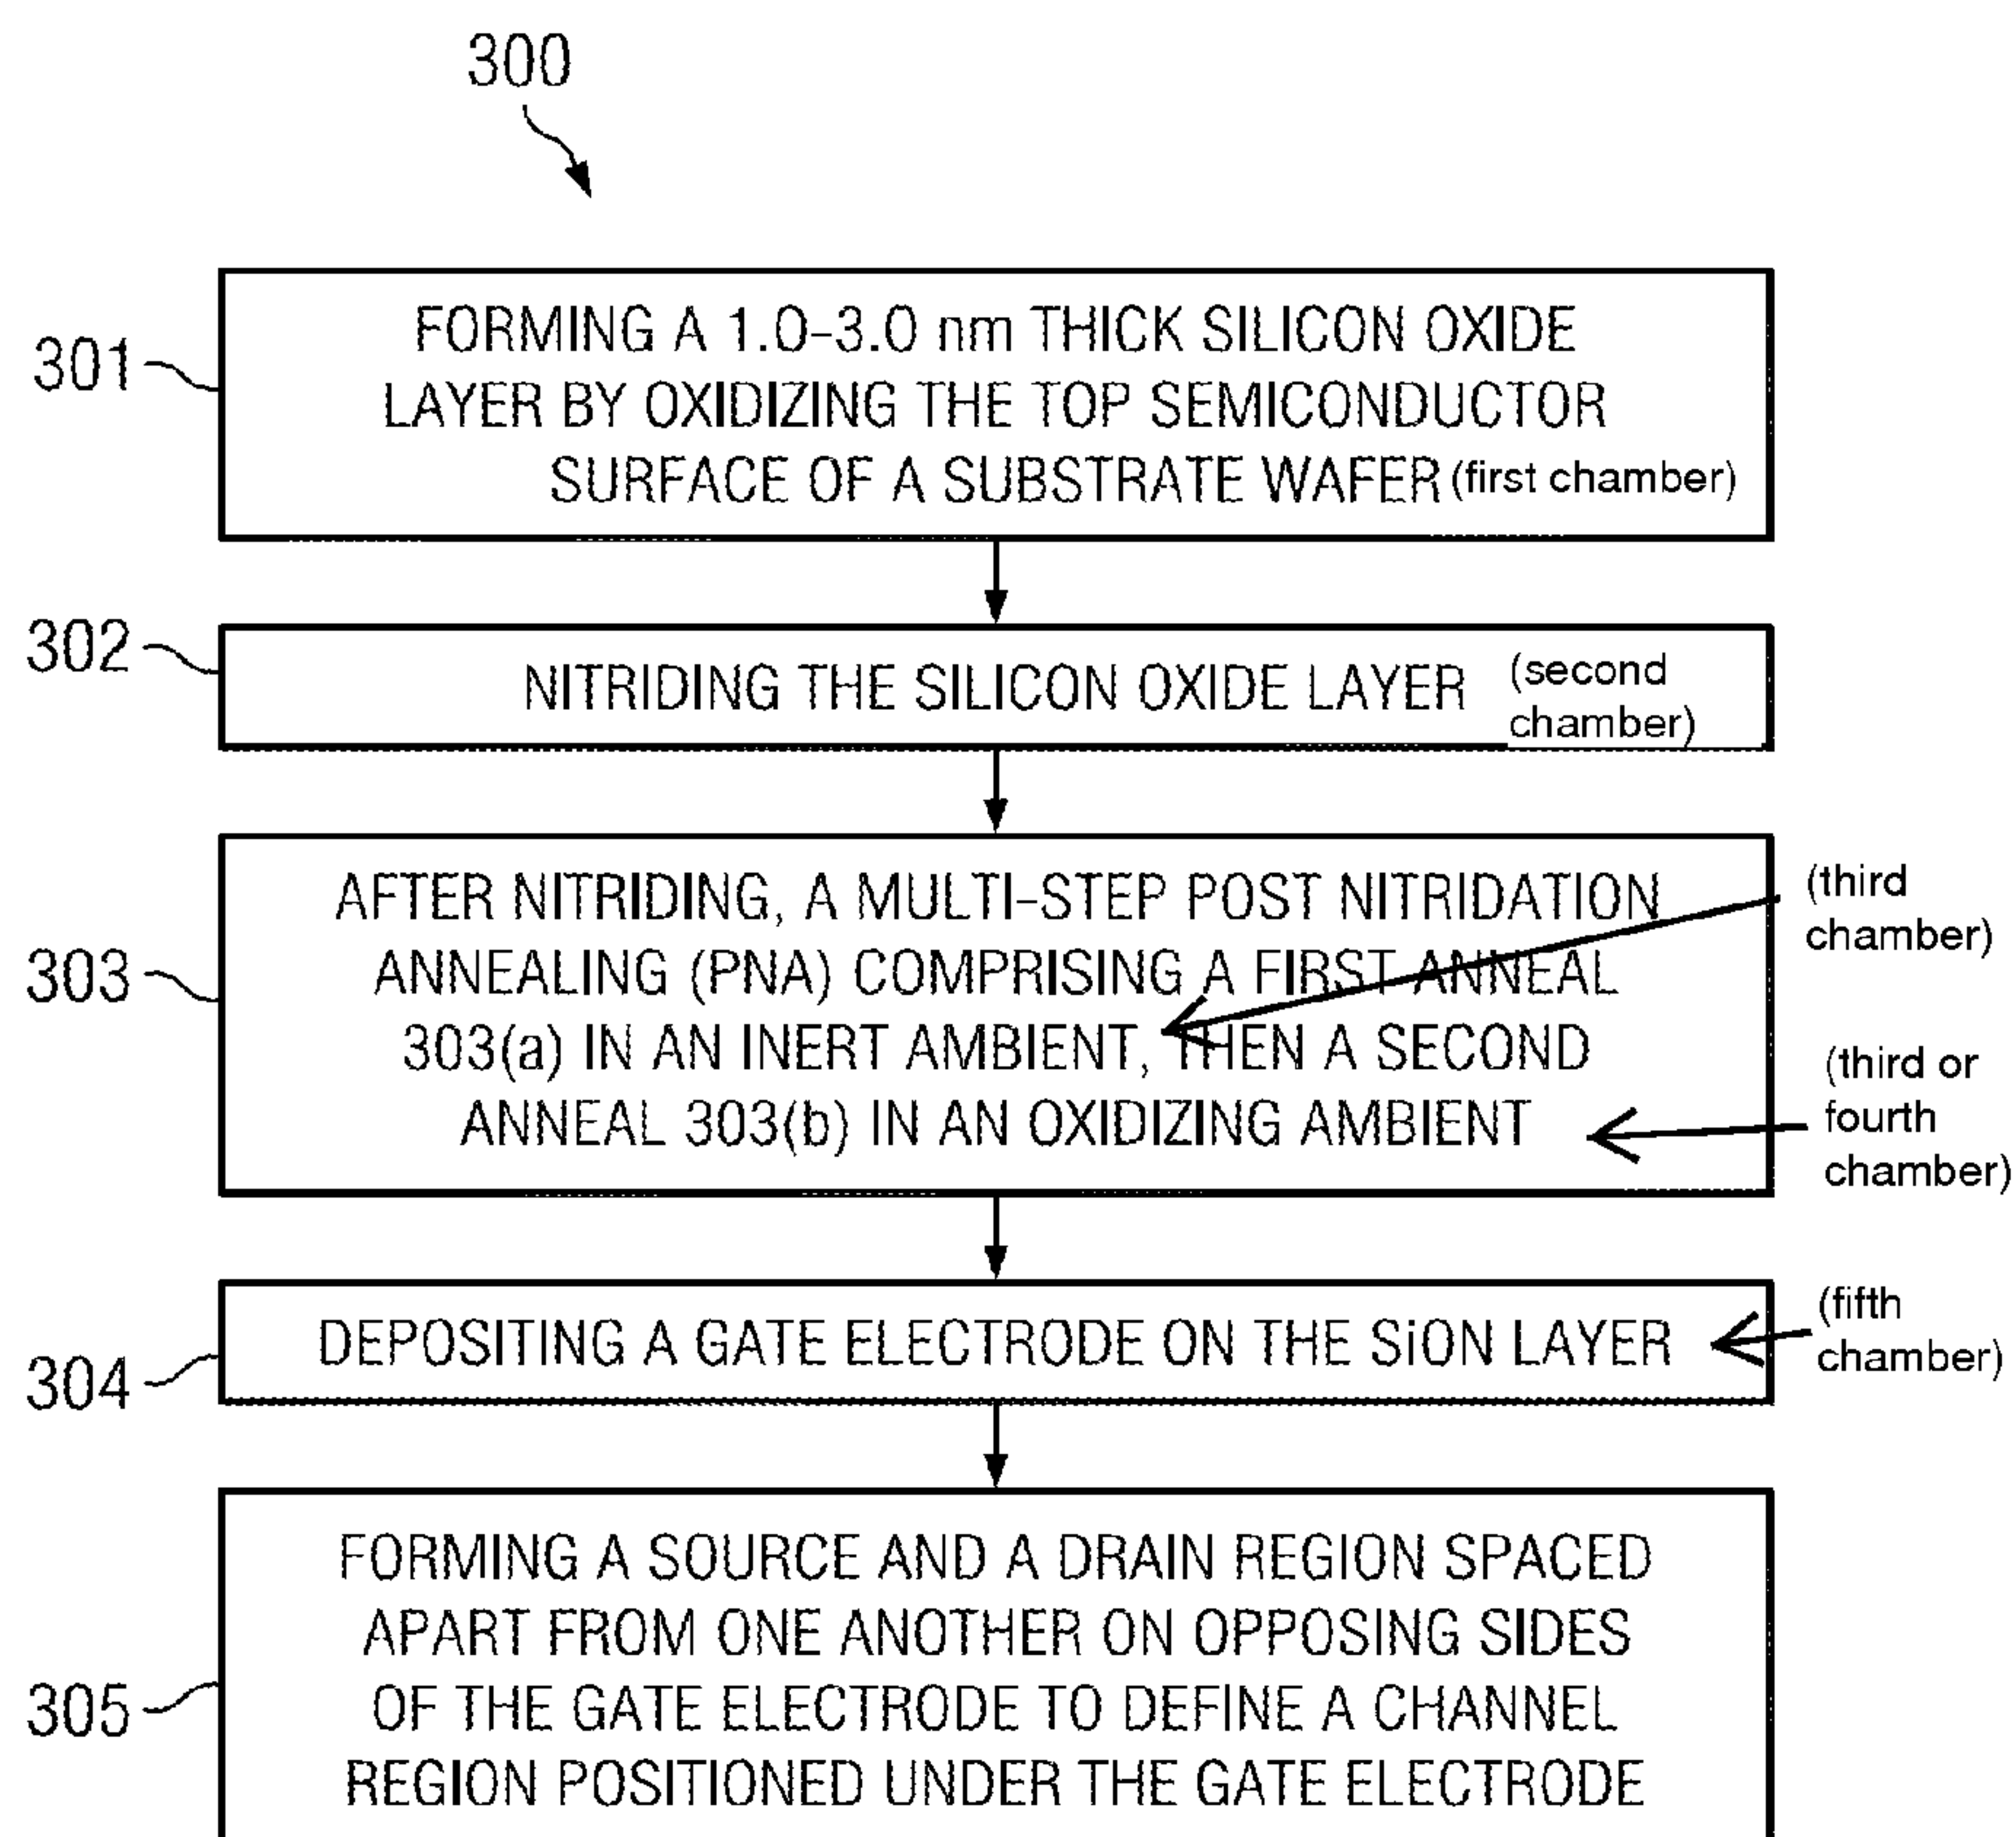 300
301
FORMING A 1.0-3.0 nm THICK SILICON OXIDE
LAYER BY OXIDIZING THE TOP SEMICONDUCTOR
SURFACE OF A SUBSTRATE WAFER (first chamber)
302
NITRIDING THE SILICON OXIDE LAYER
(second
chamber)
303
AFTER NITRIDING, A MULTI-STEP POST NITRIDATION
ANNEALING (PNA) COMPRISING A FIRST ANNEAL
303(a) IN AN INERT AMBIENT, THEN A SECOND
ANNEAL 303(b) IN AN OXIDIZING AMBIENT
(third
chamber)
(third or
fourth
chamber)
304
DEPOSITING A GATE ELECTRODE ON THE SiON LAYER
(fifth
chamber)
305
FORMING A SOURCE AND A DRAIN REGION SPACED
APART FROM ONE ANOTHER ON OPPOSING SIDES
OF THE GATE ELECTRODE TO DEFINE A CHANNEL
REGION POSITIONED UNDER THE GATE ELECTRODE